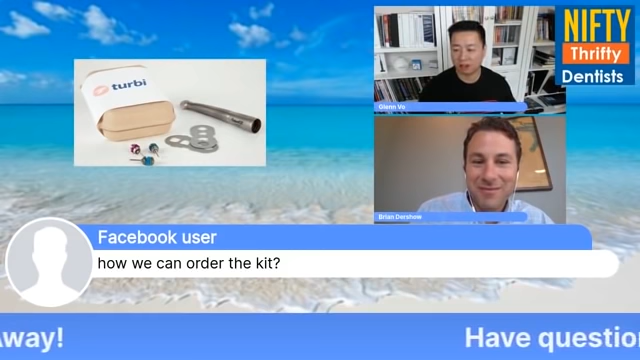 NIFTY
Thrifty
Dentists
turbi
Glenn Vo
Brian Dershow
Facebook user
how we can order the kit?
Away!
Have question